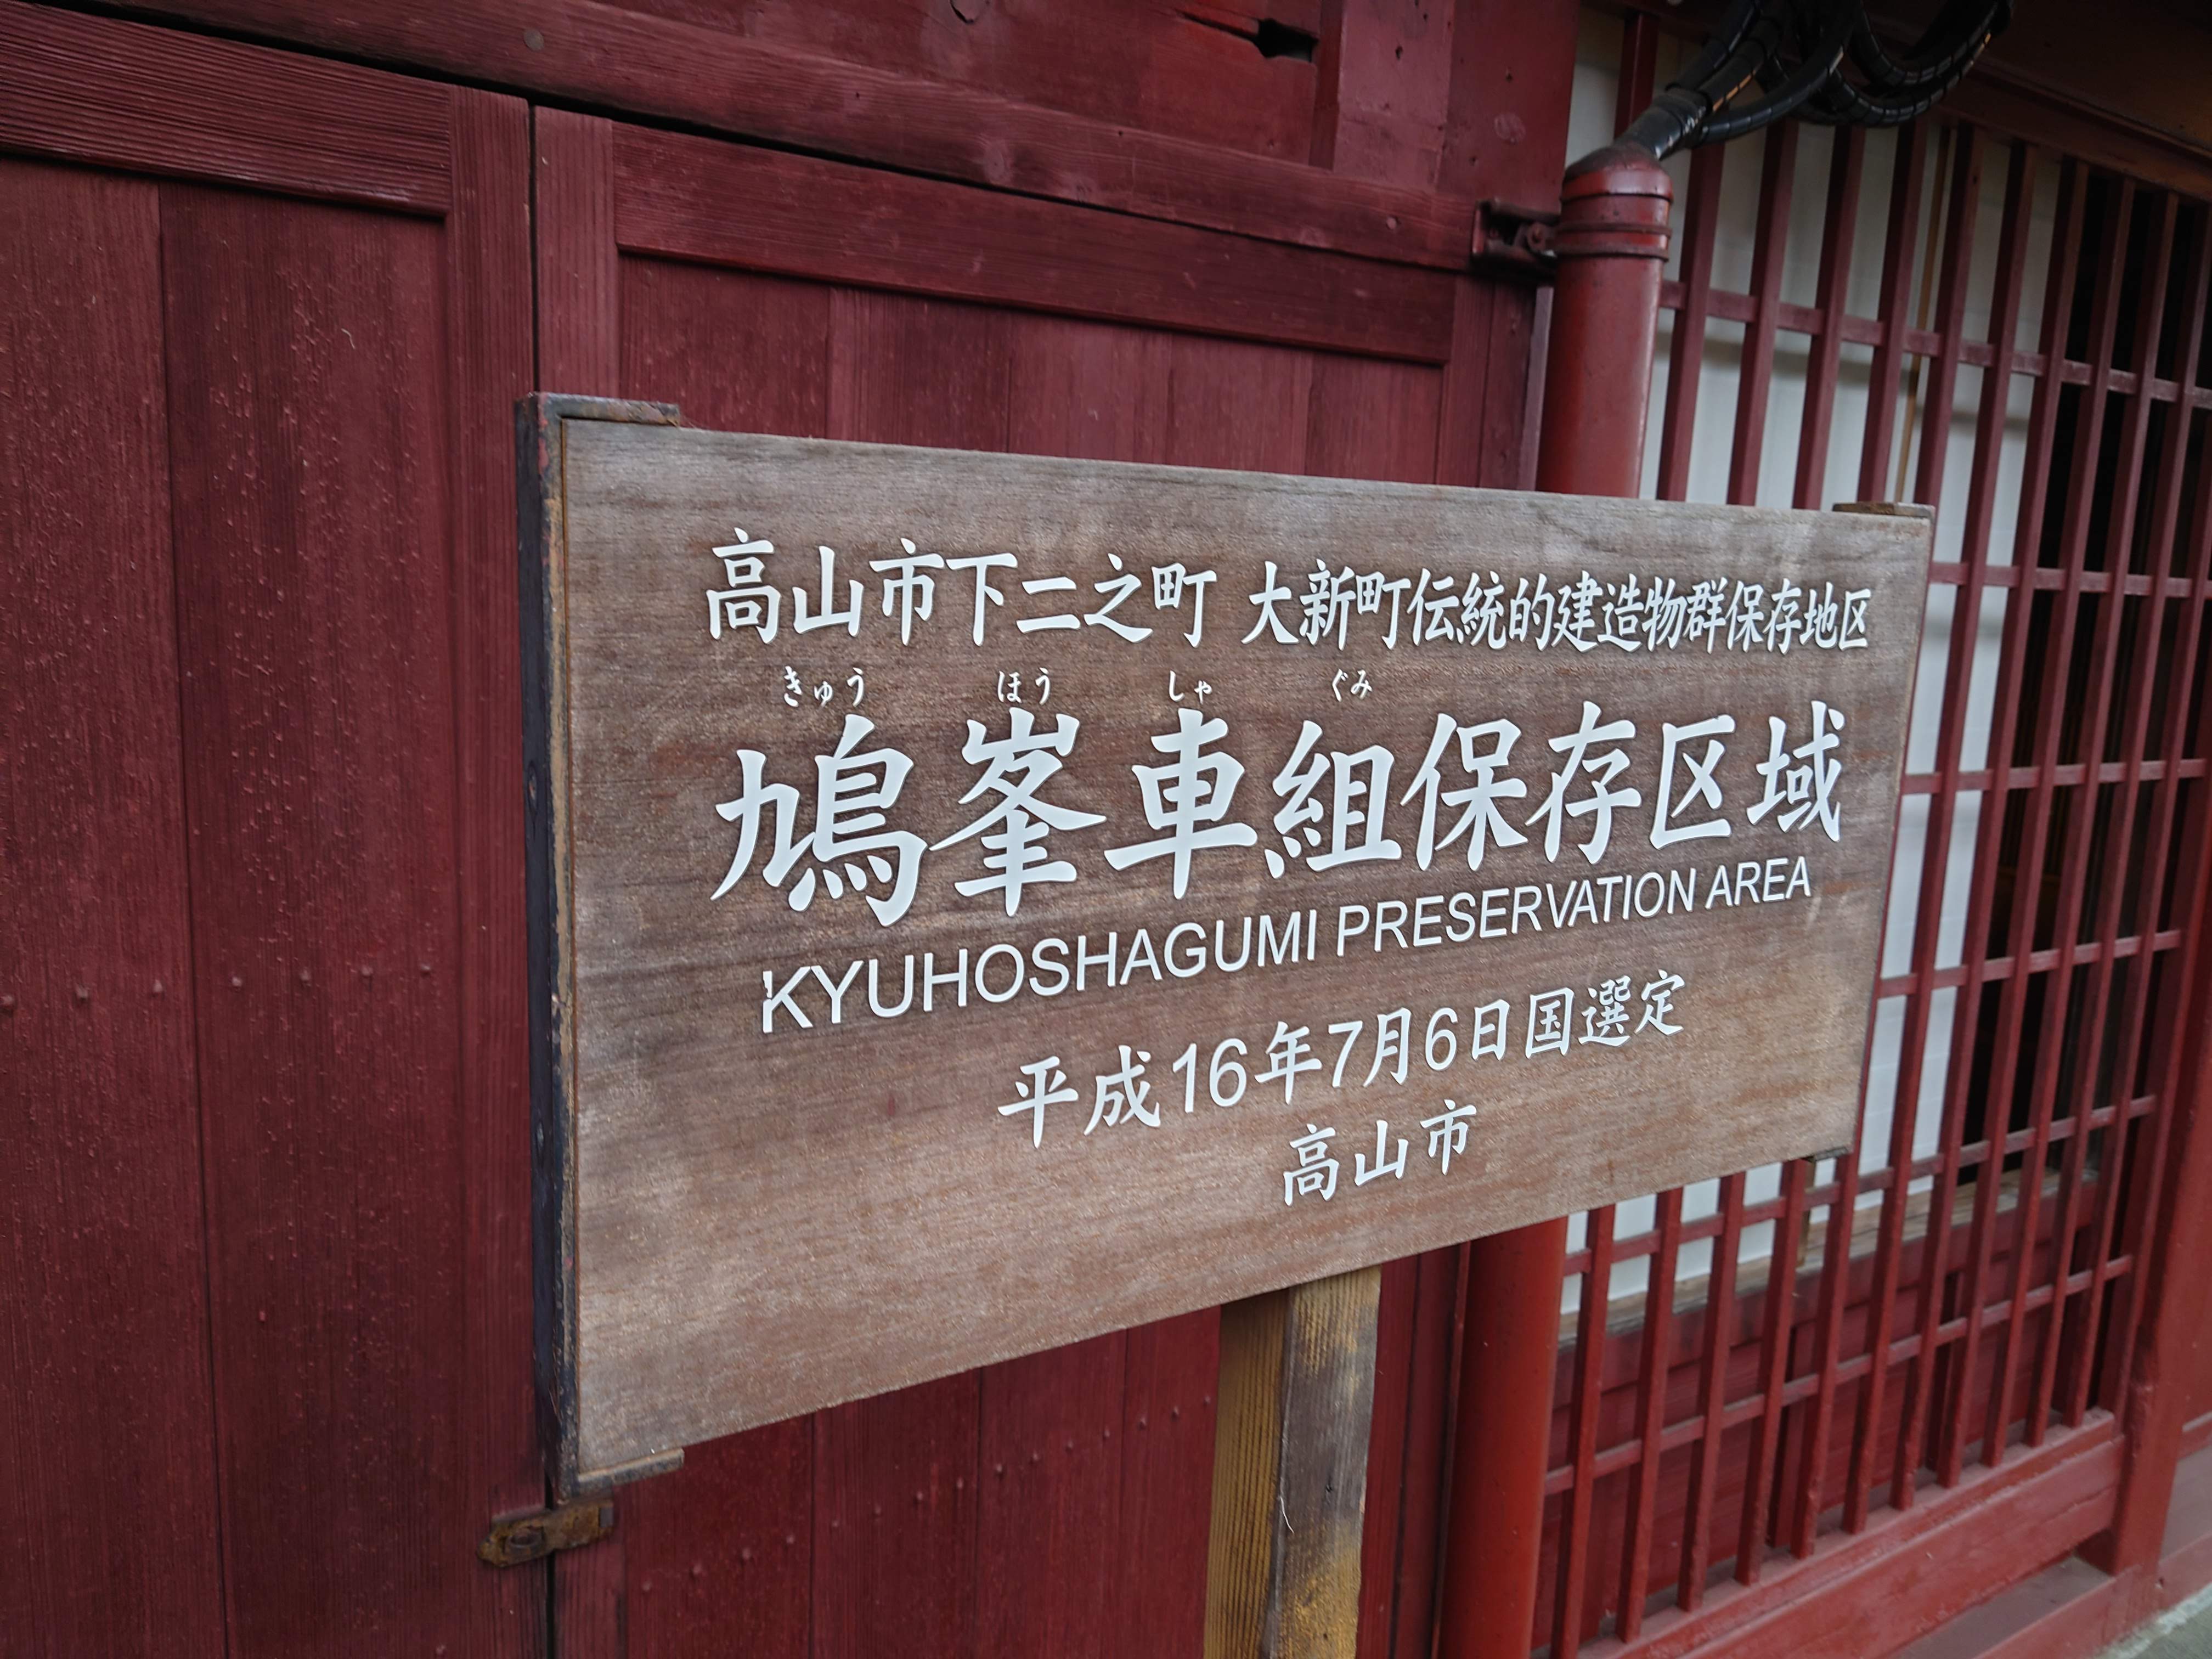 高山市下二之町 大新町伝統的建造物群保存地区
きゅう ほう しゃ ぐみ
鳩峯車組保存区域
KYUHOSHAGUMI PRESERVATION AREA
平成16年7月6日国選定
高山市